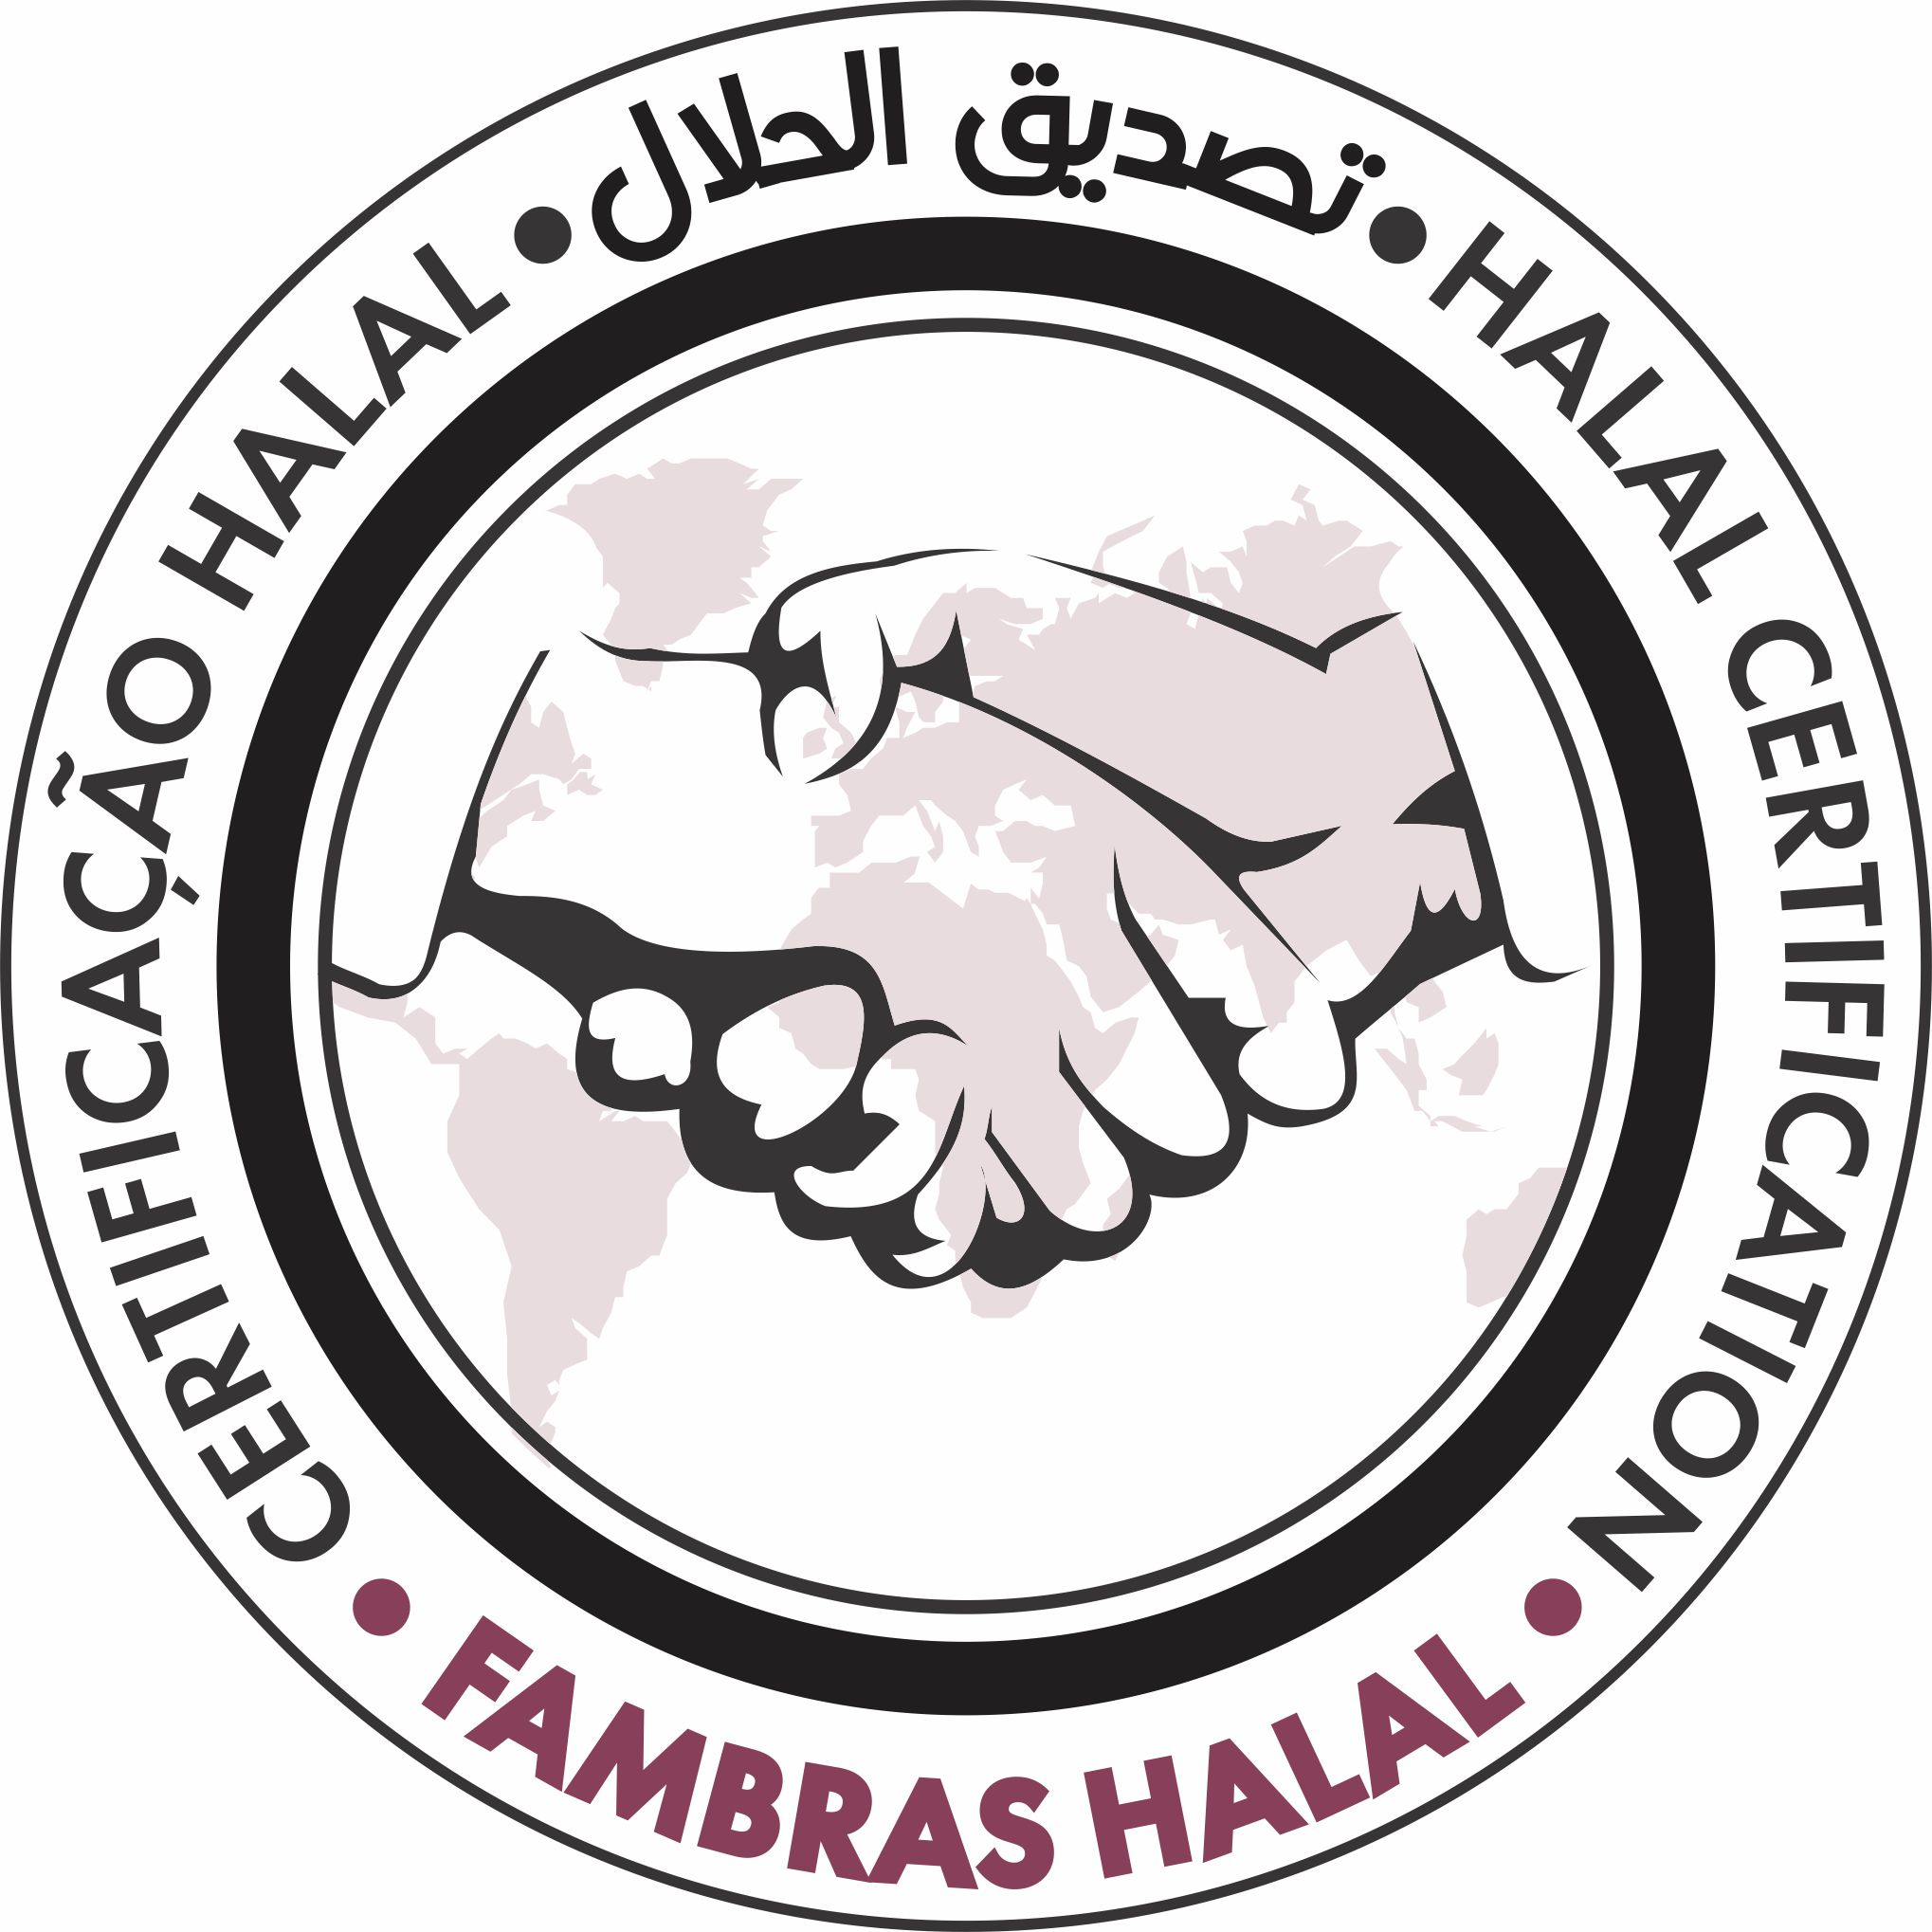 تصديق الحلال
HALAL CERTIFICATION
FAMBRAS HALAL
CERTIFICAÇÃO HALAL